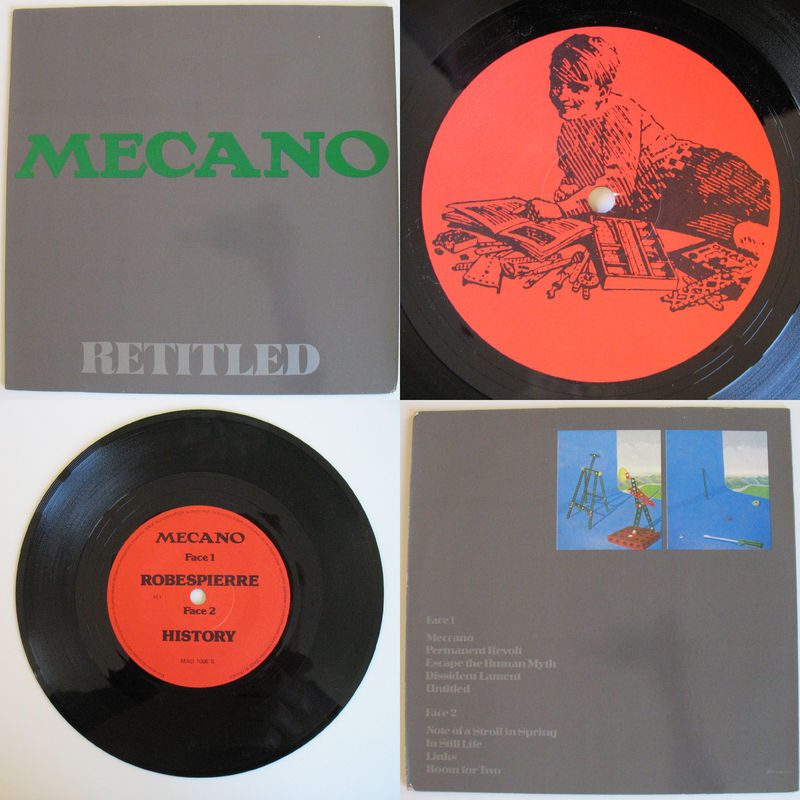 MECANO
RETITLED
MECANO
Face 1
ROBESPIERRE
Face 2
HISTORY
MAD 1006 S
Face 1
Meccano
Permanent Revolt
Escape the Human Myth
Dissident Lament
Untitled
Face 2
Note of a Stroll in Spring
In Still Life
Links
Room for Two